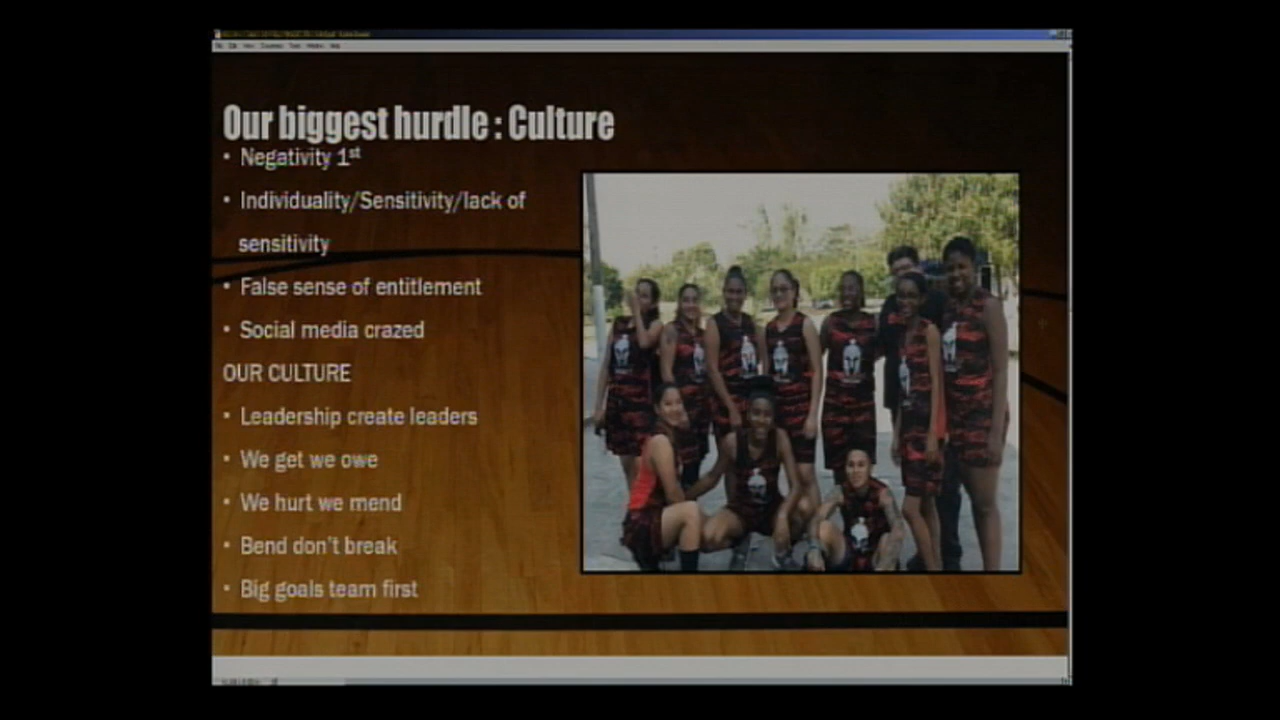 Our biggest hurdle : Culture
• Negativity 1st
• Individuality/Sensitivity/lack of
sensitivity
• False sense of entitlement
• Social media crazed
OUR CULTURE
• Leadership create leaders
• We get we owe
• We hurt we mend
• Bend don't break
• Big goals team first